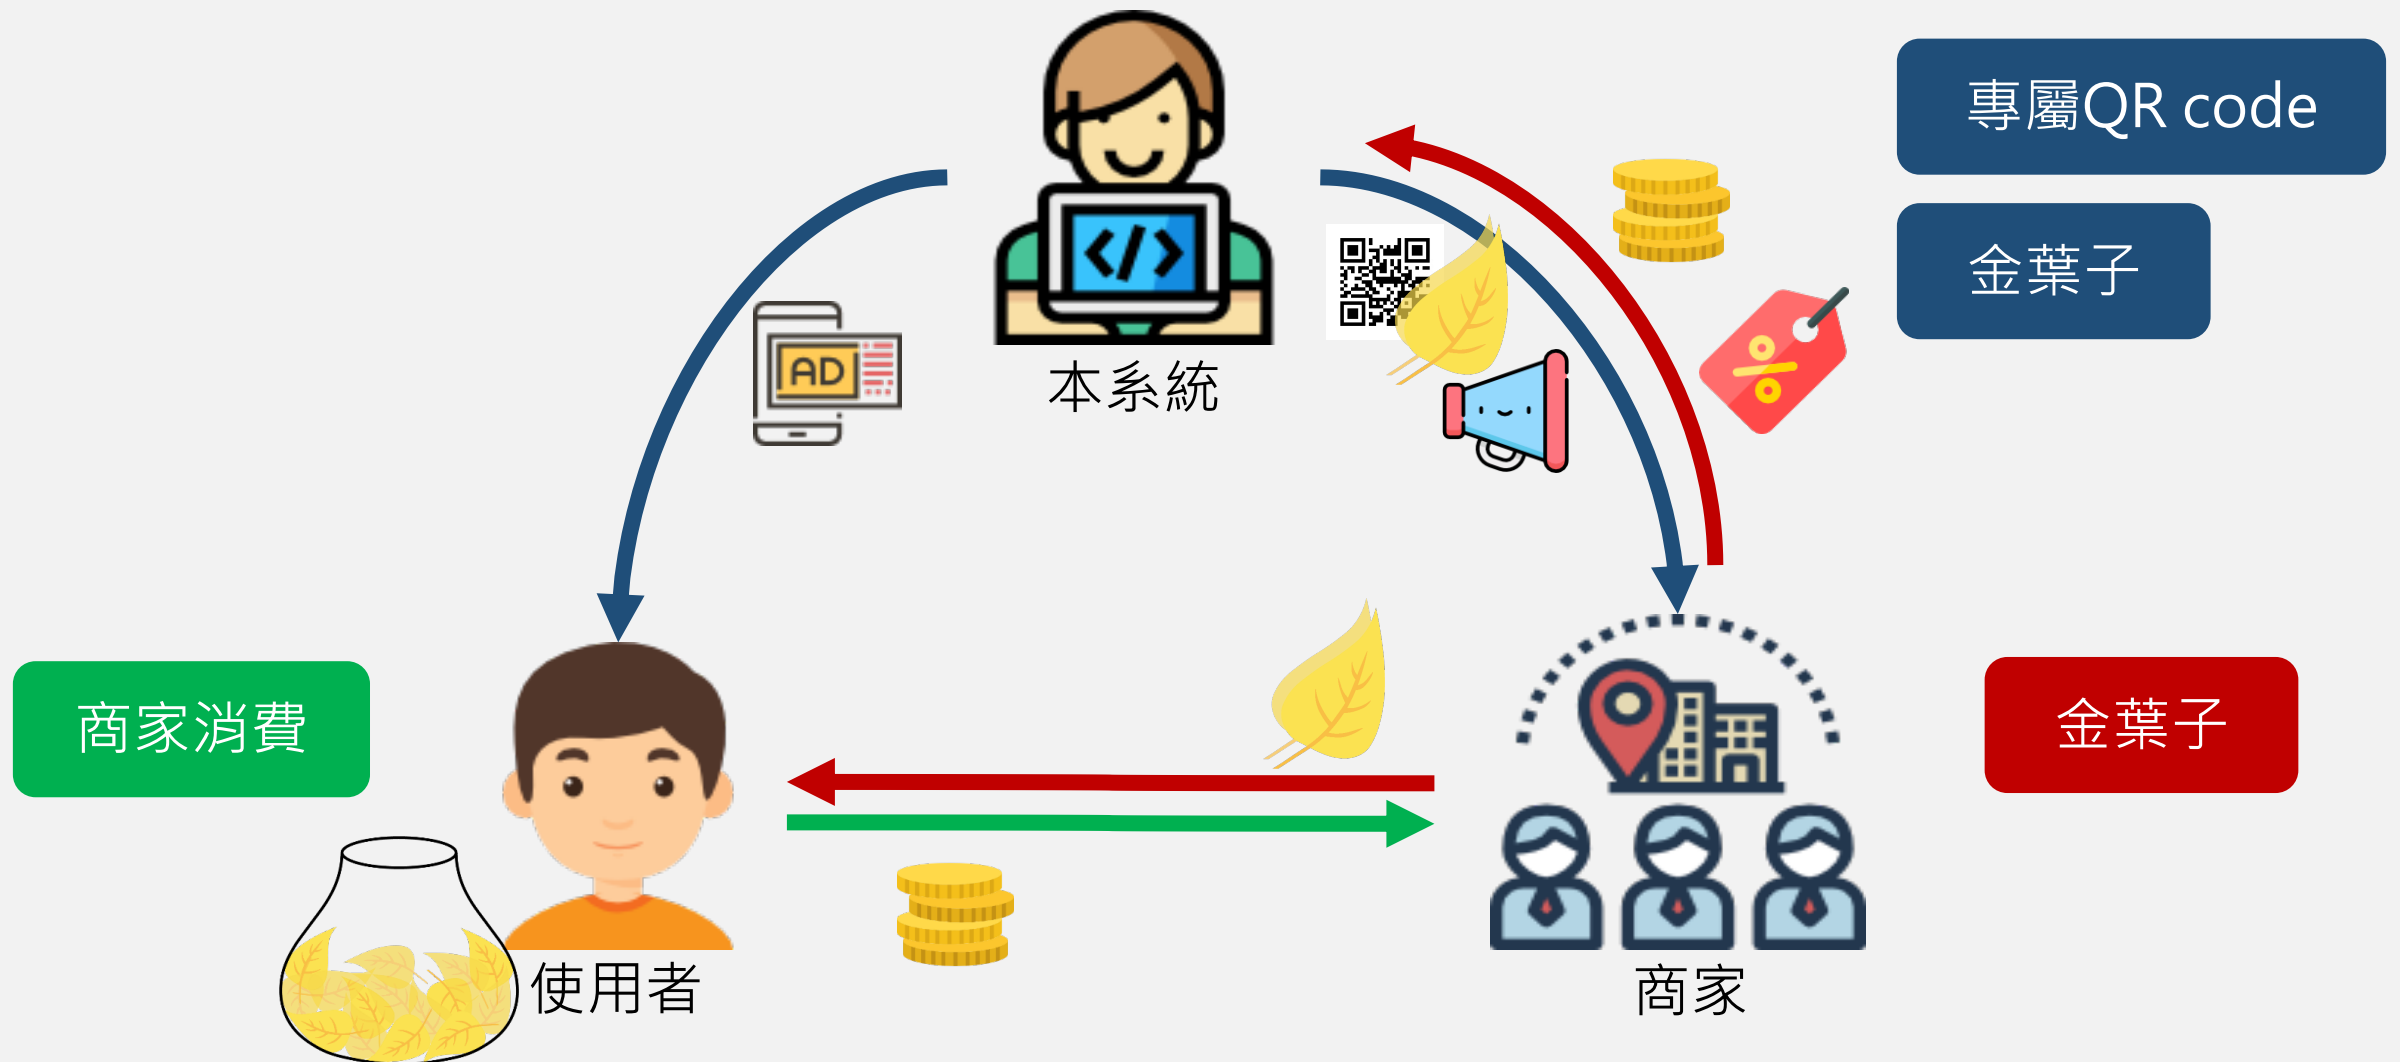 專屬QR code
金葉子
AD
</>
本系統
商家消費
金葉子
使用者
商家